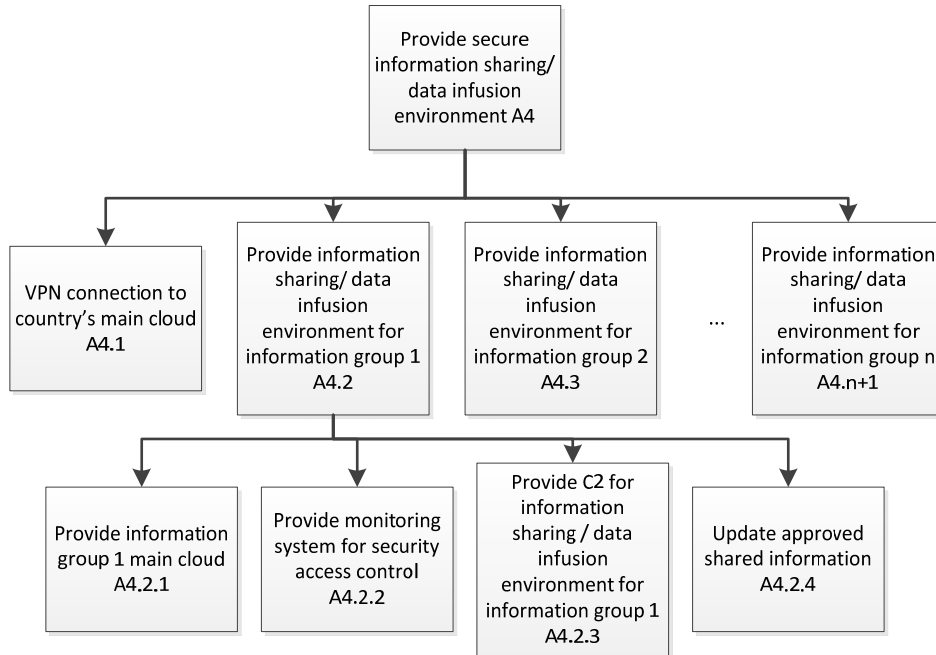 Provide secure
information sharing/
data infusion
environment A4
VPN connection to
country's main cloud
A4.1
Provide information
sharing/ data
infusion
environment for
information group 1
A4.2
Provide information
sharing/ data
infusion
environment for
information group 2
A4.3
...
Provide information
sharing/ data
infusion
environment for
information group n
A4.n+1
Provide information
group 1 main cloud
A4.2.1
Provide monitoring
system for security
access control
A4.2.2
Provide C2 for
information
sharing / data
infusion
environment for
information group 1
A4.2.3
Update approved
shared information
A4.2.4